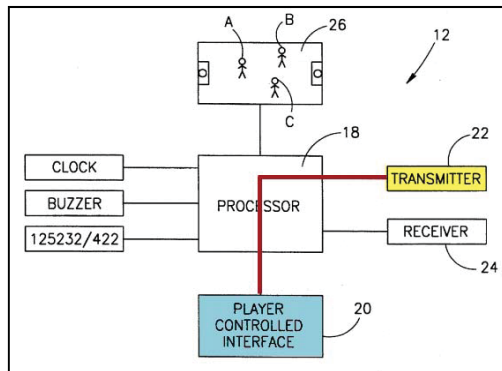 A
B
26
12
C
18
22
CLOCK
TRANSMITTER
BUZZER
PROCESSOR
125232/422
RECEIVER
24
PLAYER
CONTROLLED
INTERFACE
20